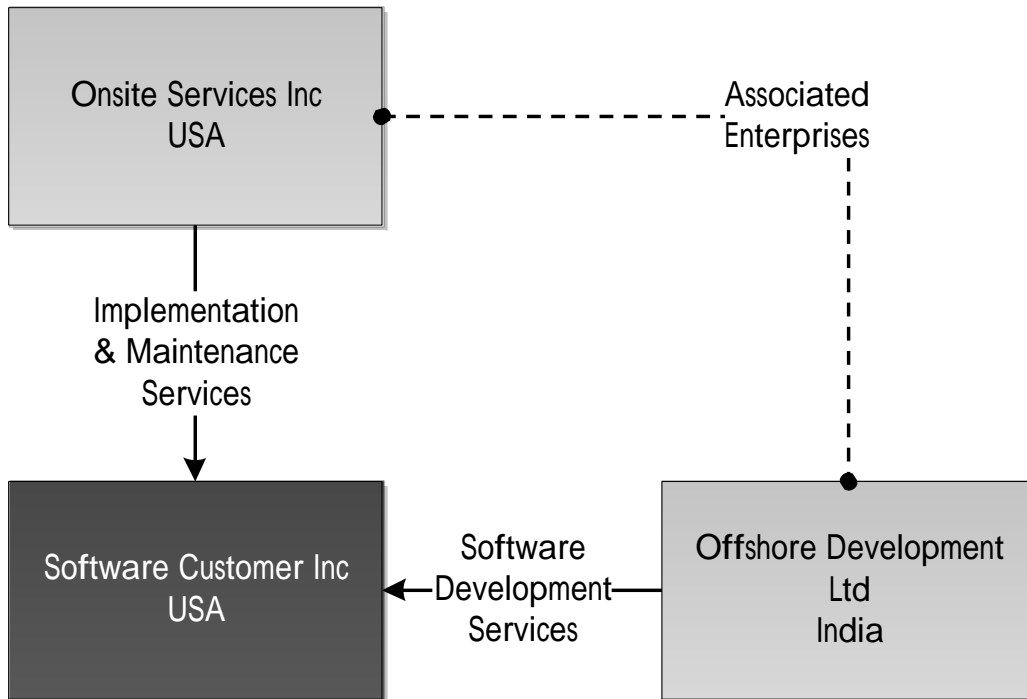 Onsite Services Inc
USA
Associated
Enterprises
Implementation
& Maintenance
Services
Software Customer Inc
USA
Software
Development
Services
Offshore Development
Ltd
India